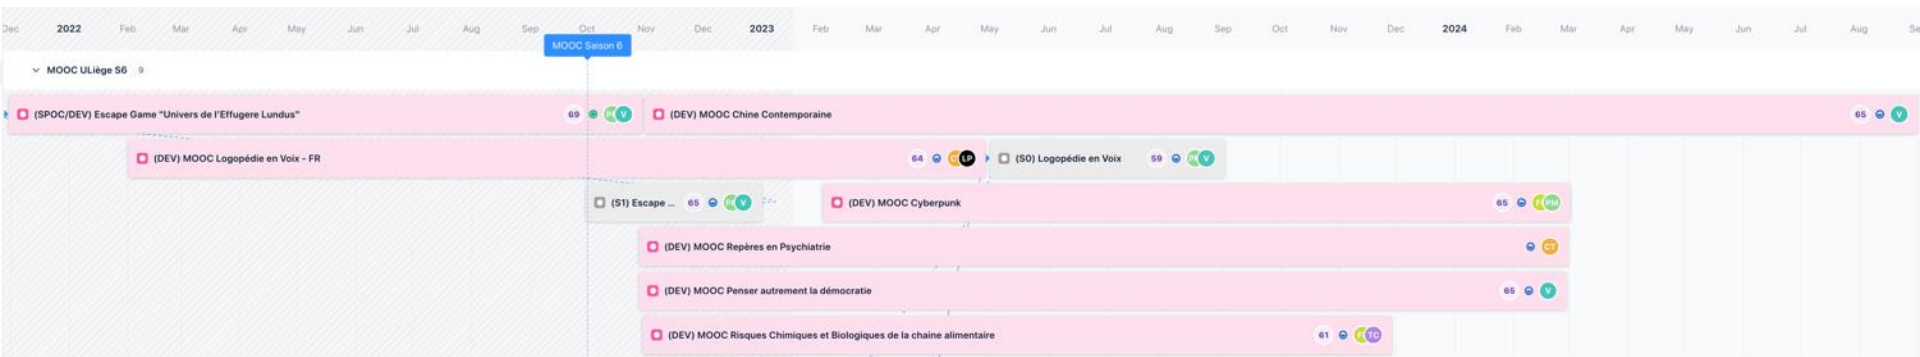 Dec 2022 Feb Mar Apr May Jun Jul Aug Sep Oct Nov Dec 2023 Feb Mar Apr May Jun Jul Aug Sep Oct Nov Dec 2024 Feb Mar Apr May Jun Jul Aug Se
MOOC Saison 6
MOOC ULiège S6 9
(SPOC/DEV) Escape Game "Univers de l'Effugere Lundus" 69 V (DEV) MOOC Chine Contemporaine 65 V
(DEV) MOOC Logopédie en Voix - FR 64 LP (S0) Logopédie en Voix 59 V
(S1) Escape ... 65 V (DEV) MOOC Cyberpunk 65 PM
(DEV) MOOC Repères en Psychiatrie CT
(DEV) MOOC Penser autrement la démocratie 65 V
(DEV) MOOC Risques Chimiques et Biologiques de la chaine alimentaire 61 TC